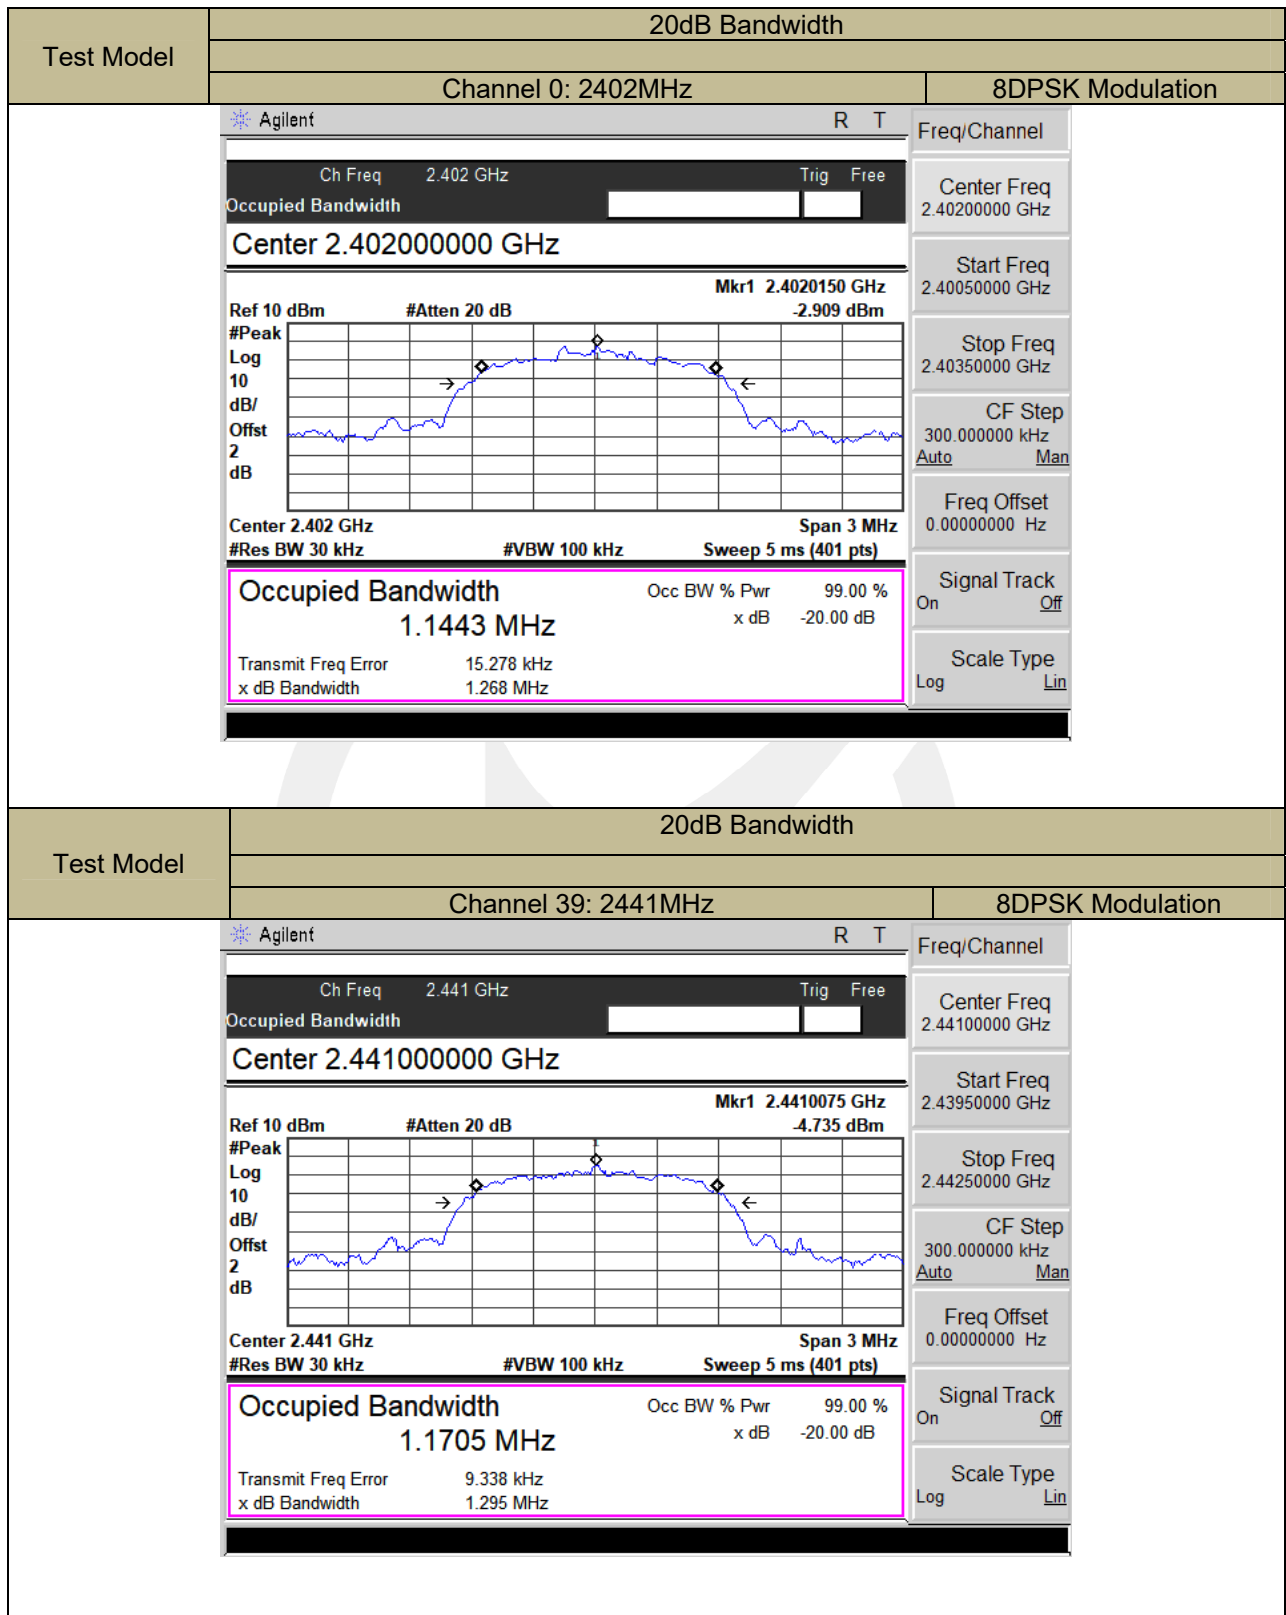 Test Model
20dB Bandwidth
Channel 0: 2402MHz
8DPSK Modulation
Agilent
R T
Freq/Channel
Ch Freq 2.402 GHz
Trig Free
Occupied Bandwidth
Center 2.402000000 GHz
Mkr1 2.4020150 GHz
Ref 10 dBm #Atten 20 dB -2.909 dBm
#Peak
Log
10
dB/
Offst
2
dB
1
Center 2.402 GHz Span 3 MHz
#Res BW 30 kHz #VBW 100 kHz Sweep 5 ms (401 pts)
Occupied Bandwidth
1.1443 MHz
Occ BW % Pwr 99.00 %
x dB -20.00 dB
Transmit Freq Error 15.278 kHz
x dB Bandwidth 1.268 MHz
Center Freq
2.40200000 GHz
Start Freq
2.40050000 GHz
Stop Freq
2.40350000 GHz
CF Step
300.000000 kHz
Auto Man
Freq Offset
0.00000000 Hz
Signal Track
On Off
Scale Type
Log Lin
Test Model
20dB Bandwidth
Channel 39: 2441MHz
8DPSK Modulation
Agilent
R T
Freq/Channel
Ch Freq 2.441 GHz
Trig Free
Occupied Bandwidth
Center 2.441000000 GHz
Mkr1 2.4410075 GHz
Ref 10 dBm #Atten 20 dB -4.735 dBm
#Peak
Log
10
dB/
Offst
2
dB
1
Center 2.441 GHz Span 3 MHz
#Res BW 30 kHz #VBW 100 kHz Sweep 5 ms (401 pts)
Occupied Bandwidth
1.1705 MHz
Occ BW % Pwr 99.00 %
x dB -20.00 dB
Transmit Freq Error 9.338 kHz
x dB Bandwidth 1.295 MHz
Center Freq
2.44100000 GHz
Start Freq
2.43950000 GHz
Stop Freq
2.44250000 GHz
CF Step
300.000000 kHz
Auto Man
Freq Offset
0.00000000 Hz
Signal Track
On Off
Scale Type
Log Lin